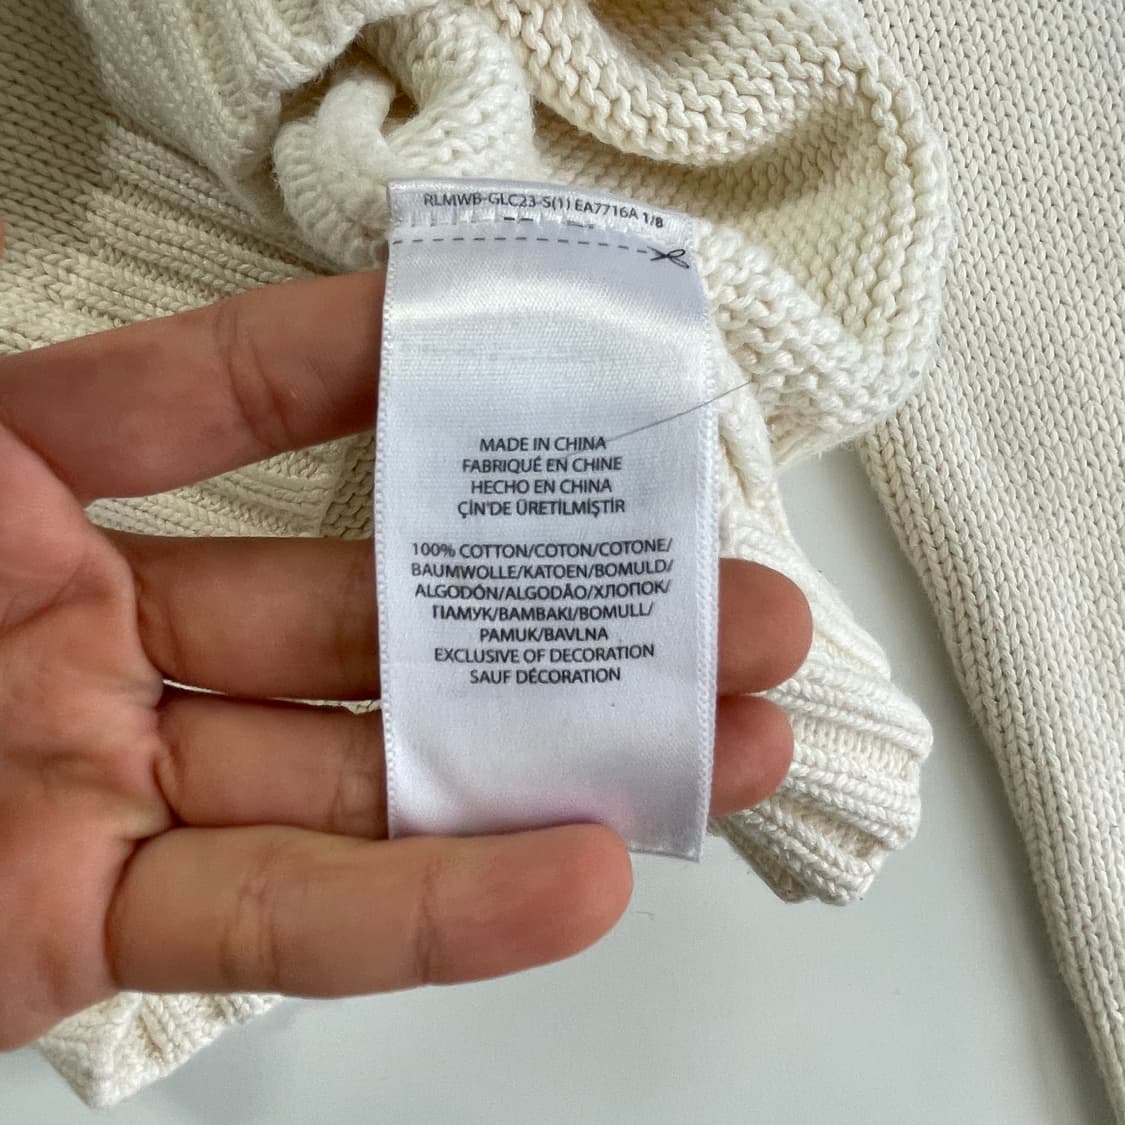 RLMWB-GLC23-S(1) EA7716A 1/8
MADE IN CHINA
FABRIQUÉ EN CHINE
HECHO EN CHINA
ÇİN'DE ÜRETİLMİŞTİR
100% COTTON/COTON/COTONE/
BAUMWOLLE/KATOEN/BOMULD/
ALGODÓN/ALGODÃO/ХЛОПОК/
ΠΑΜΥΚ/ΒΑΜΒΑΚΙ/BOMULL/
PAMUK/BAVLNA
EXCLUSIVE OF DECORATION
SAUF DÉCORATION